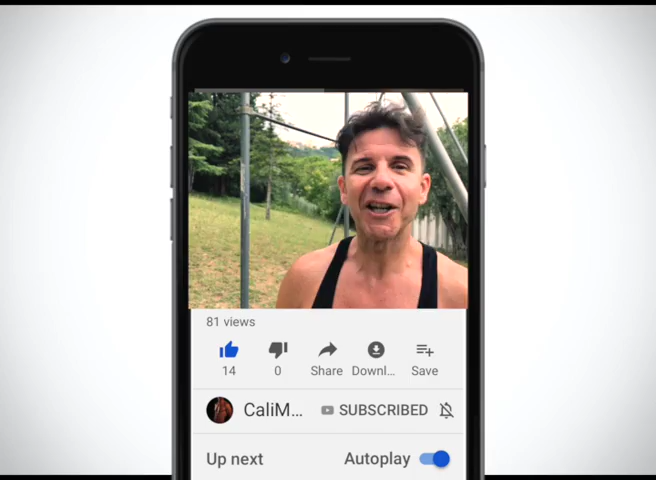 81 views
14
0
Share
Downl...
Save
CaliM...
SUBSCRIBED
Up next
Autoplay